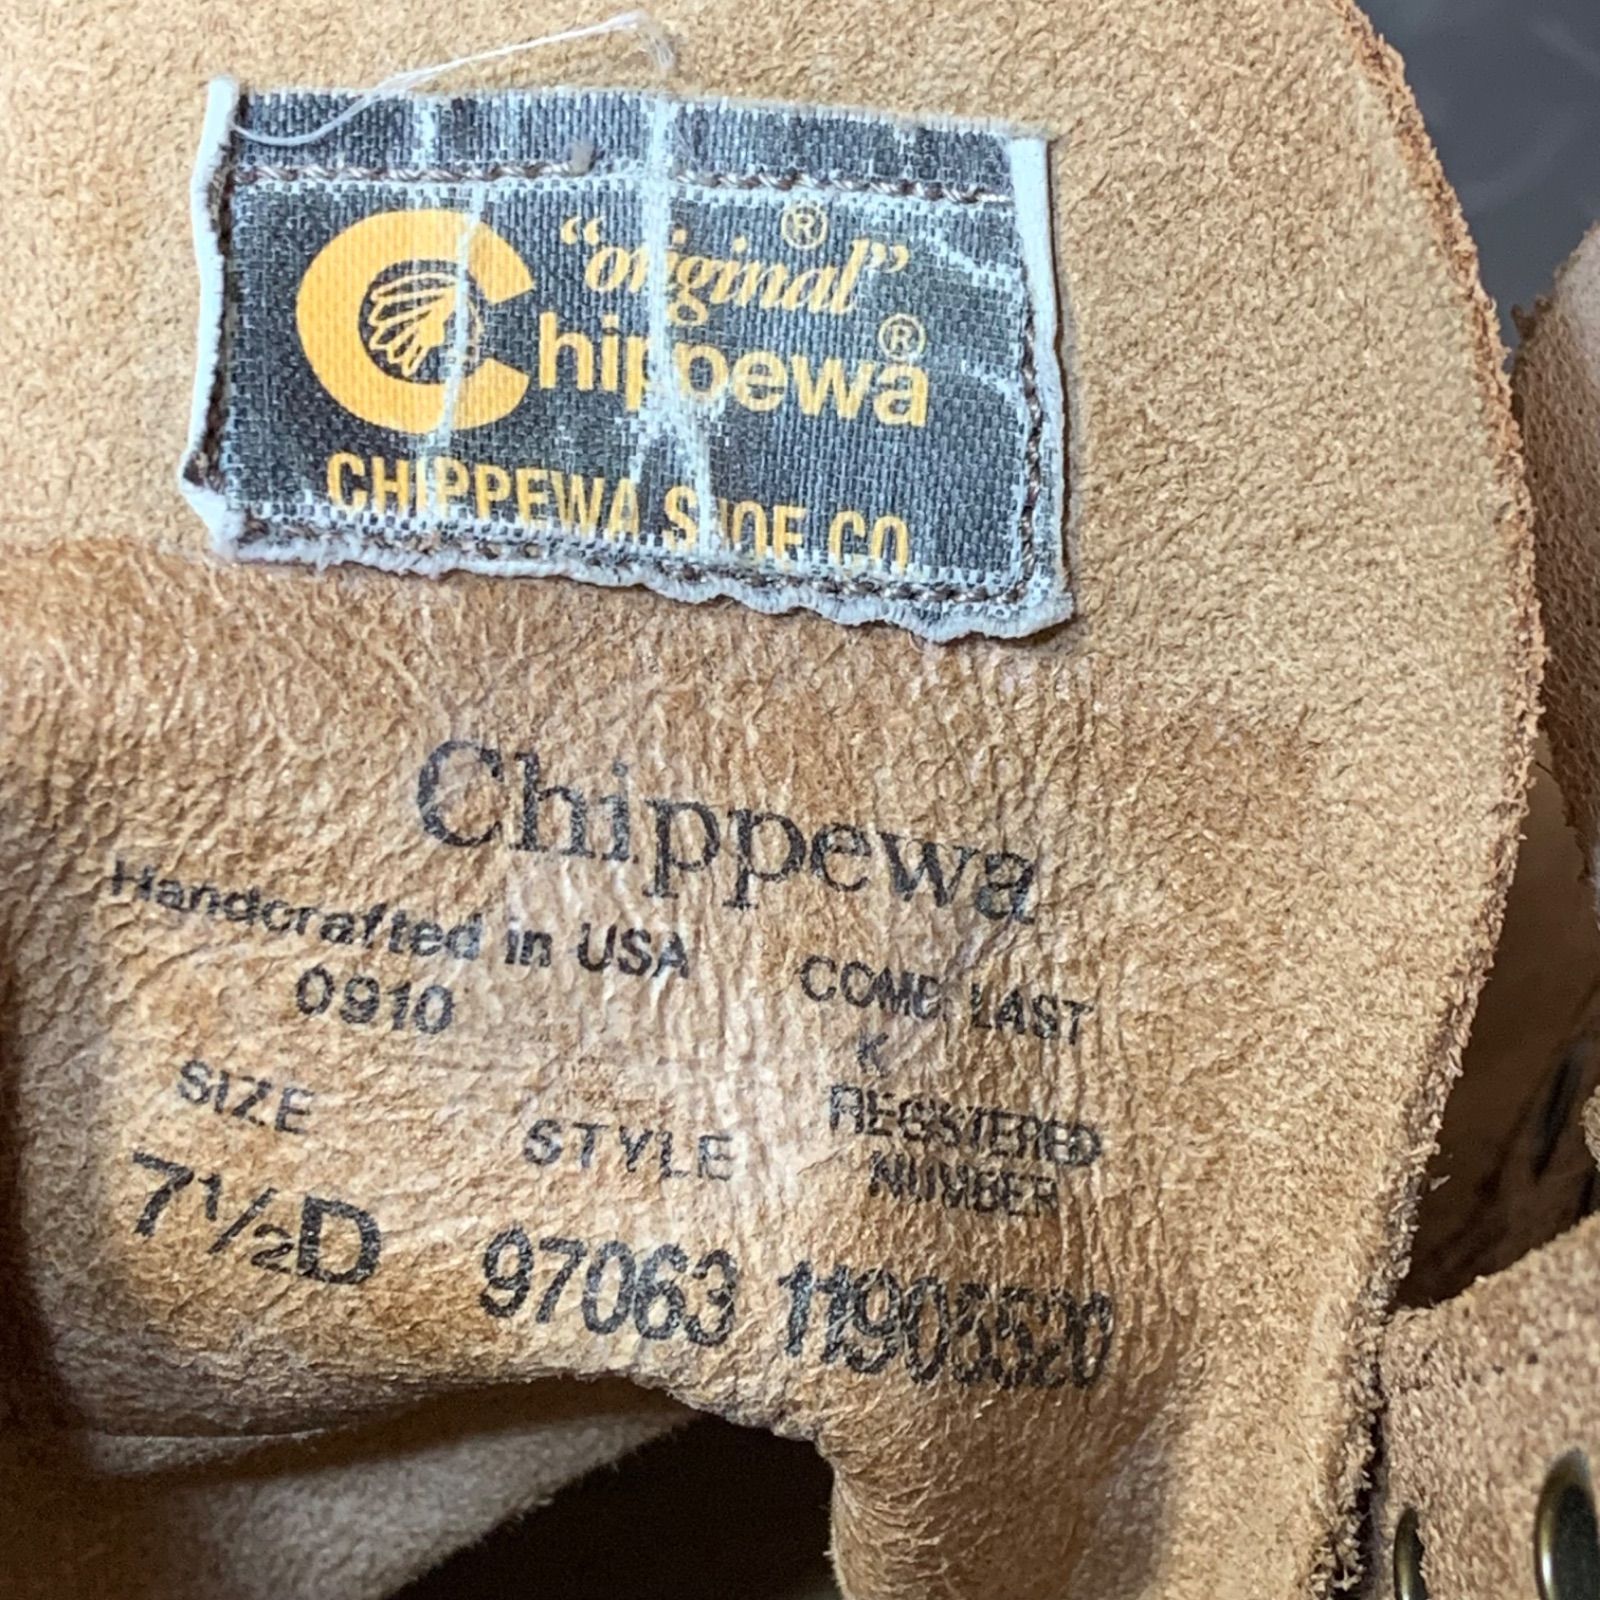 "original"®
Chippewa®
CHIPPEWA SHOE CO
Chippewa
Handcrafted in USA
0910
COMB. LAST
K
SIZE
STYLE
REGISTERED
NUMBER
7½D
97063
11905520